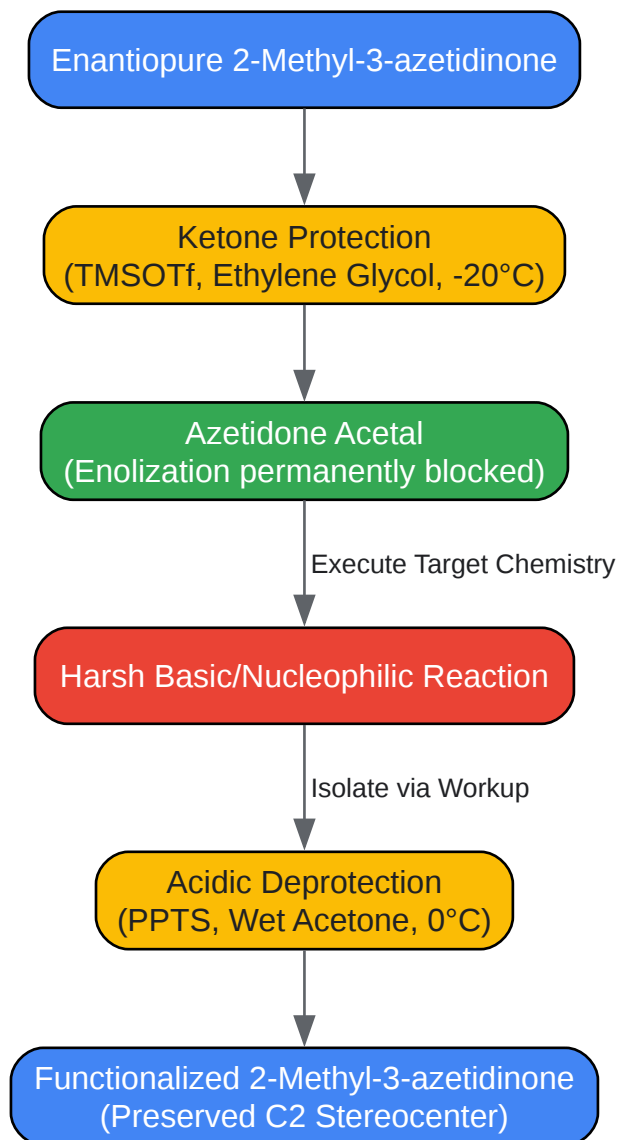 Enantiopure 2-Methyl-3-azetidinone
Ketone Protection
(TMSOTf, Ethylene Glycol, -20°C)
Azetidone Acetal
(Enolization permanently blocked)
Execute Target Chemistry
Harsh Basic/Nucleophilic Reaction
Isolate via Workup
Acidic Deprotection
(PPTS, Wet Acetone, 0°C)
Functionalized 2-Methyl-3-azetidinone
(Preserved C2 Stereocenter)